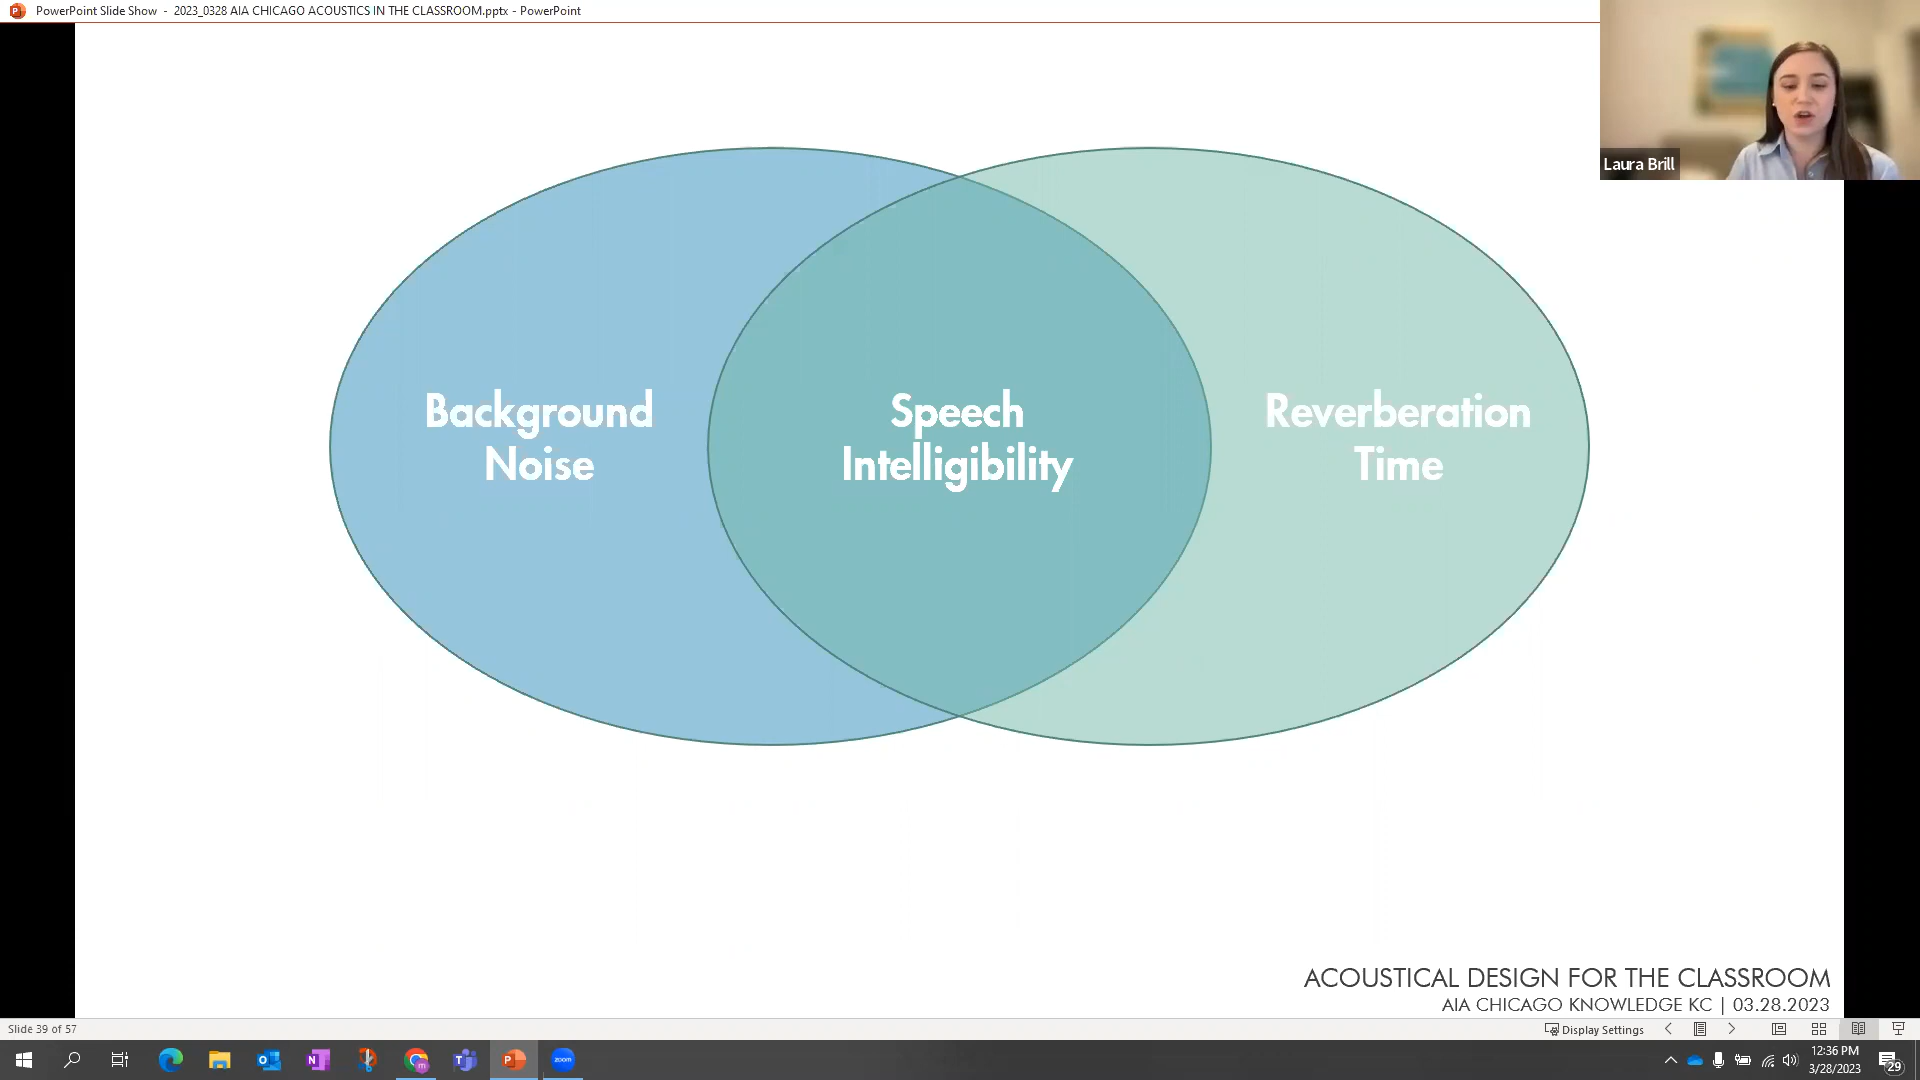 PowerPoint Slide Show - 2023_0328 AIA CHICAGO ACOUSTICS IN THE CLASSROOM.pptx - PowerPoint
Laura Brill
Background
Noise
Speech
Intelligibility
Reverberation
Time
ACOUSTICAL DESIGN FOR THE CLASSROOM
AIA CHICAGO KNOWLEDGE KC | 03.28.2023
Slide 39 of 57
Display Settings
zoom
12:36 PM
3/28/2023
29